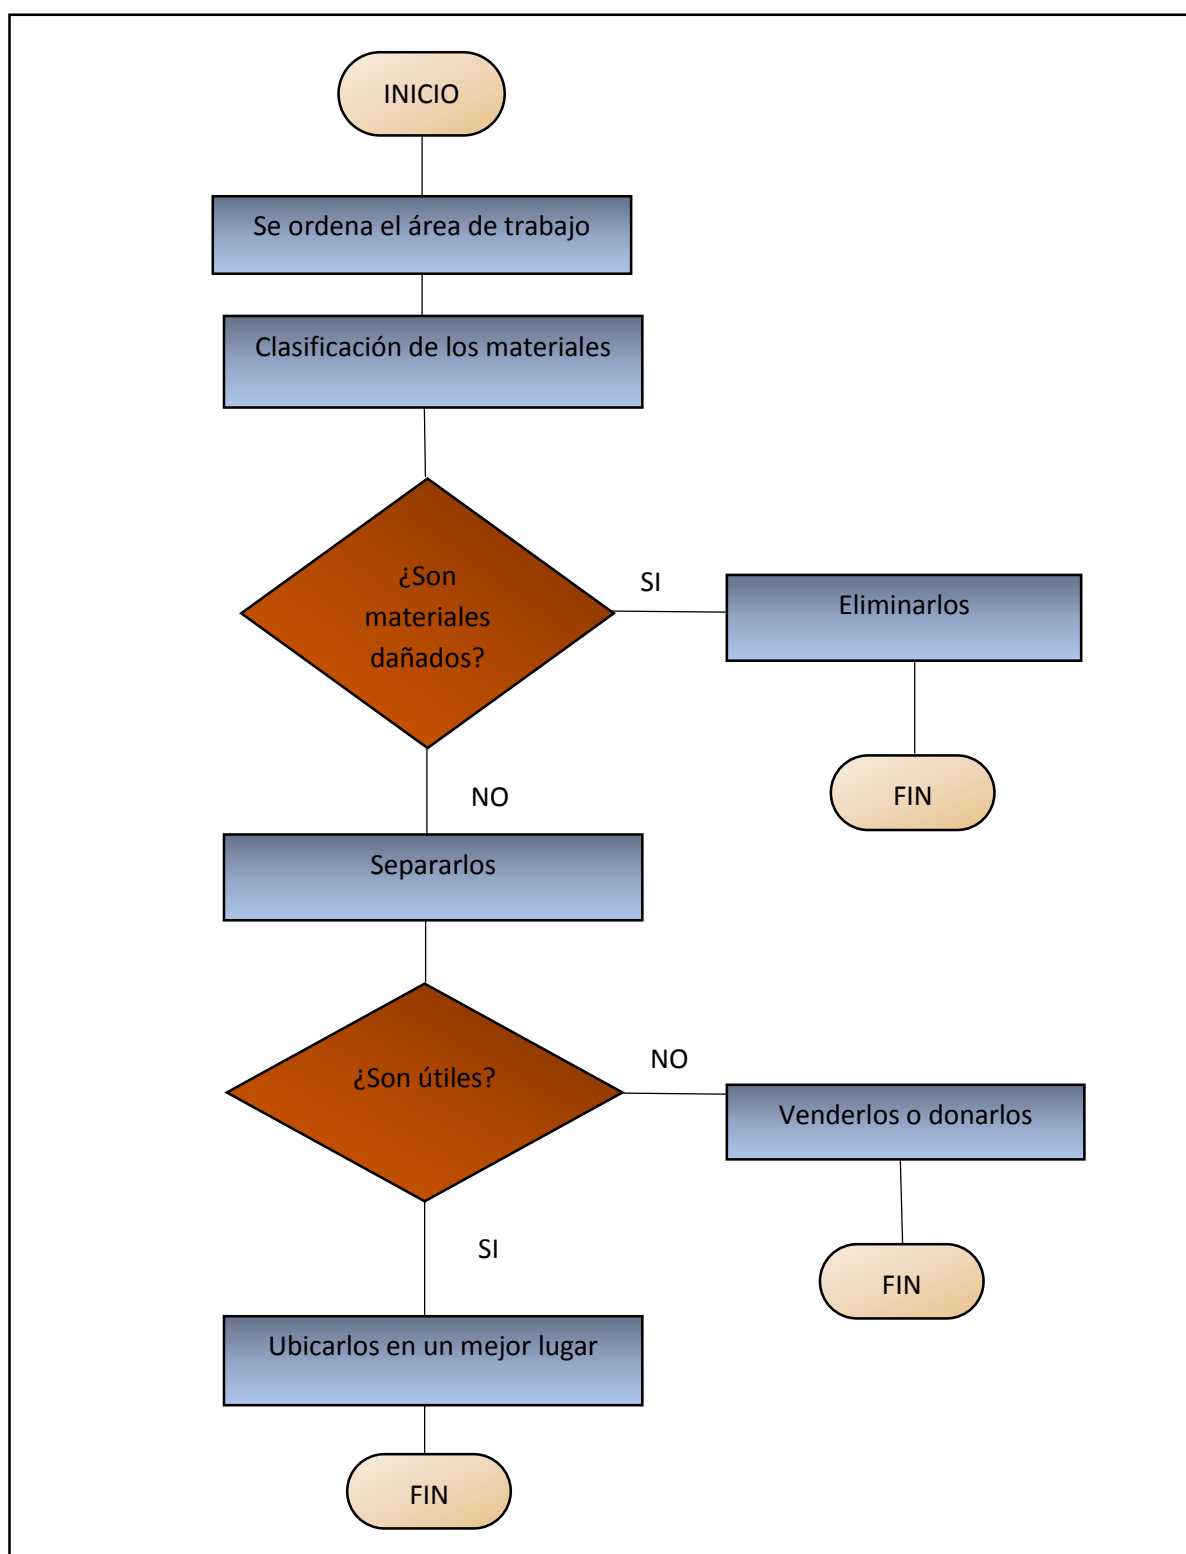 INICIO
Se ordena el área de trabajo
Clasificación de los materiales
¿Son
materiales
dañados?
SI
Eliminarlos
FIN
NO
Separarlos
¿Son útiles?
NO
Venderlos o donarlos
FIN
SI
Ubicarlos en un mejor lugar
FIN